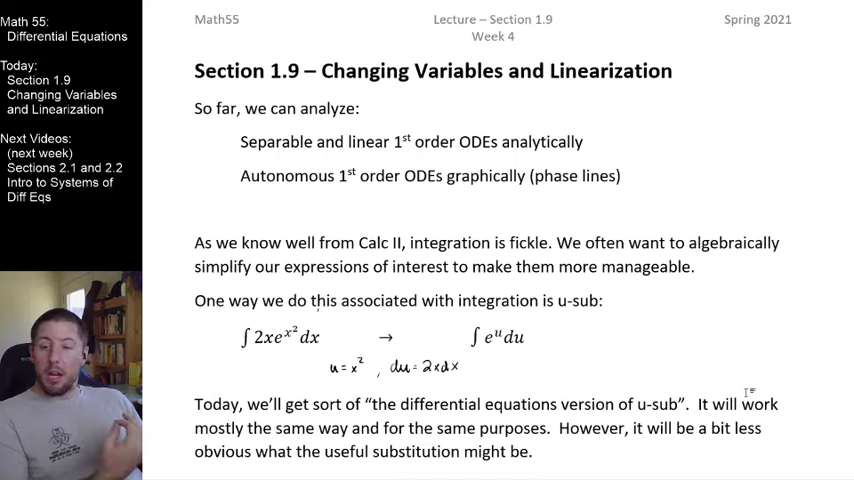 Math 55:
Differential Equations
Today:
Section 1.9
Changing Variables
and Linearization
Next Videos:
(next week)
Sections 2.1 and 2.2
Intro to Systems of
Diff Eqs
Math55 Lecture – Section 1.9 Spring 2021
Week 4
Section 1.9 – Changing Variables and Linearization
So far, we can analyze:
Separable and linear 1ˢᵗ order ODEs analytically
Autonomous 1ˢᵗ order ODEs graphically (phase lines)
As we know well from Calc II, integration is fickle. We often want to algebraically
simplify our expressions of interest to make them more manageable.
One way we do this associated with integration is u-sub:
∫ 2xe^{x²}dx → ∫ eᵘdu
u = x² , du = 2xdx
Today, we'll get sort of “the differential equations version of u-sub”. It will work
mostly the same way and for the same purposes. However, it will be a bit less
obvious what the useful substitution might be.